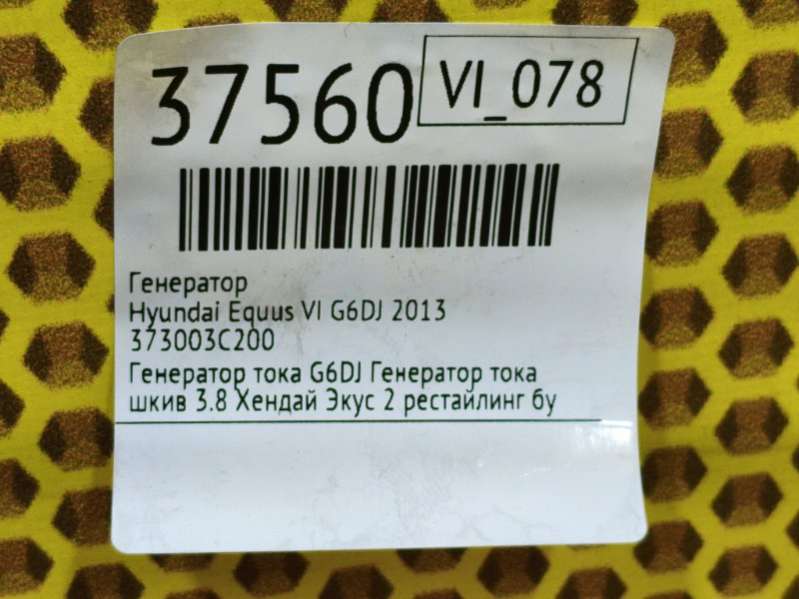 37560
VI_078
Генератор
Hyundai Equus VI G6DJ 2013
373003C200
Генератор тока G6DJ Генератор тока
шкив 3.8 Хендай Экус 2 рестайлинг бу